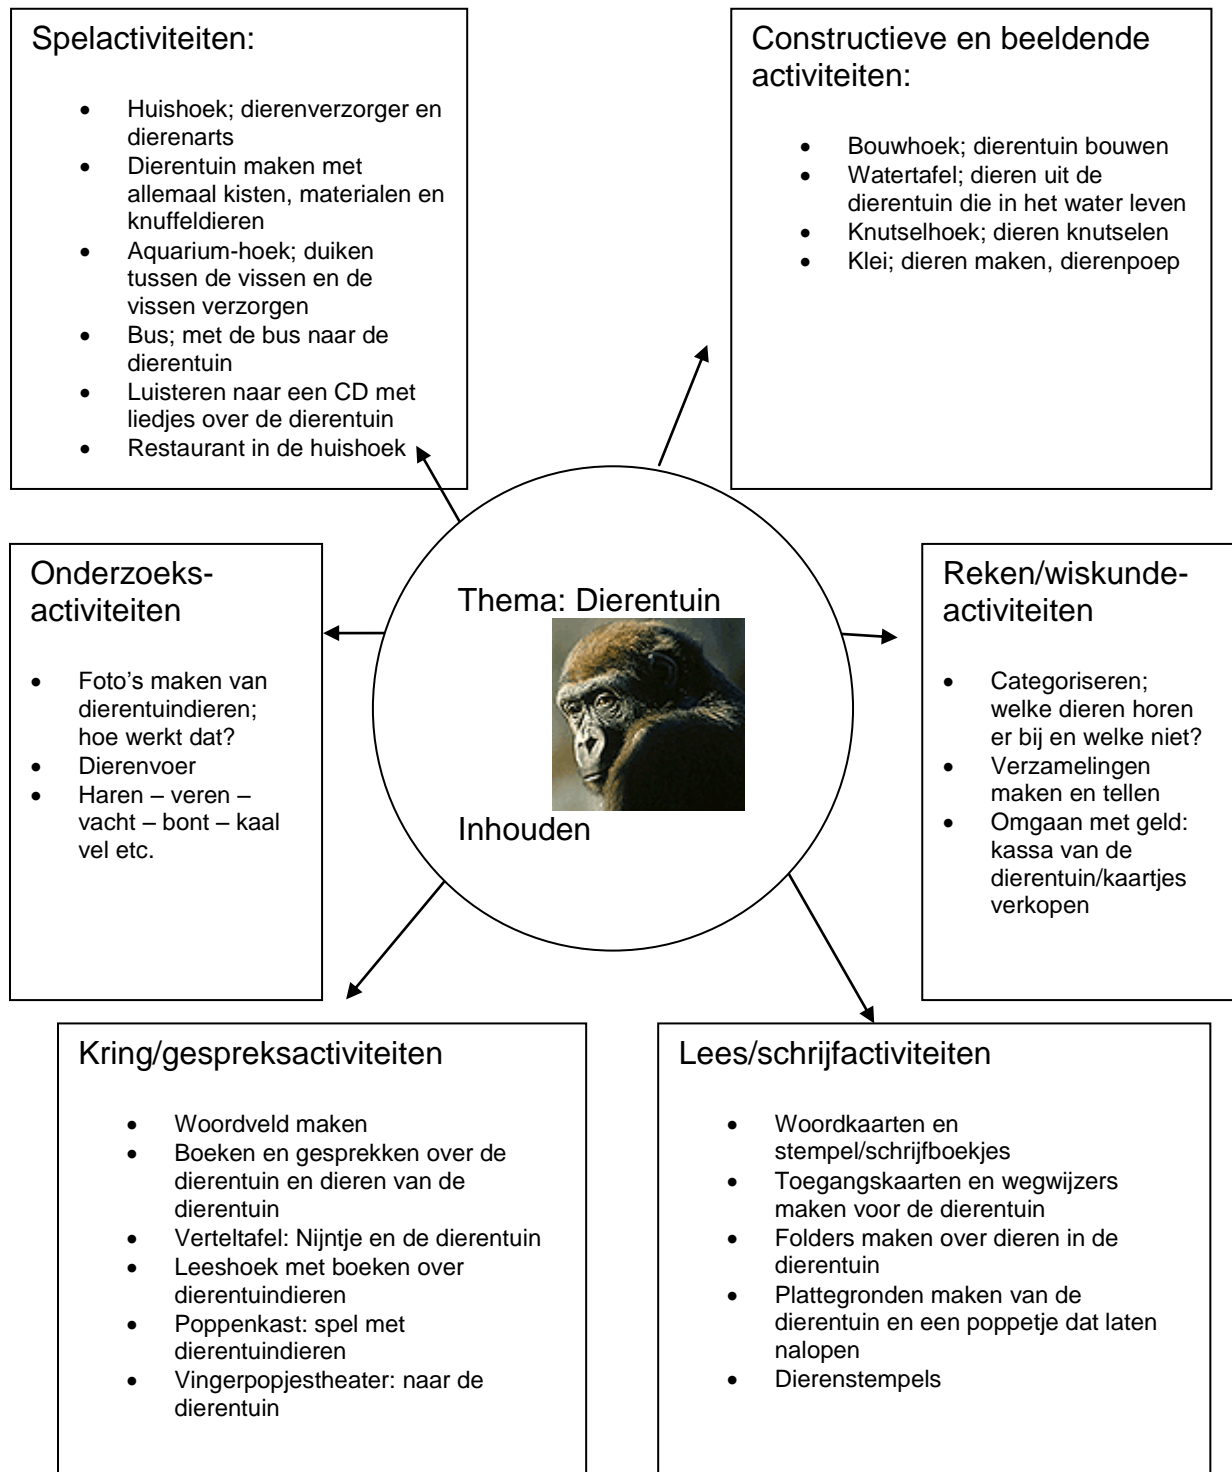 Spelactiviteiten:
• Huishoek; dierenverzorger en
dierenarts
• Dierentuin maken met
allemaal kisten, materialen en
knuffeldieren
• Aquarium-hoek; duiken
tussen de vissen en de
vissen verzorgen
• Bus; met de bus naar de
dierentuin
• Luisteren naar een CD met
liedjes over de dierentuin
• Restaurant in de huishoek
Constructieve en beeldende
activiteiten:
• Bouwhoek; dierentuin bouwen
• Watertafel; dieren uit de
dierentuin die in het water leven
• Knutselhoek; dieren knutselen
• Klei; dieren maken, dierenpoep
Onderzoeks-
activiteiten
• Foto's maken van
dierentuindieren;
hoe werkt dat?
• Dierenvoer
• Haren – veren –
vacht – bont – kaal
vel etc.
Thema: Dierentuin
Inhouden
Reken/wiskunde-
activiteiten
• Categoriseren;
welke dieren horen
er bij en welke niet?
• Verzamelingen
maken en tellen
• Omgaan met geld:
kassa van de
dierentuin/kaartjes
verkopen
Kring/gespreksactiviteiten
• Woordveld maken
• Boeken en gesprekken over de
dierentuin en dieren van de
dierentuin
• Verteltafel: Nijntje en de dierentuin
• Leeshoek met boeken over
dierentuindieren
• Poppenkast: spel met
dierentuindieren
• Vingerpopjestheater: naar de
dierentuin
Lees/schrijfactiviteiten
• Woordkaarten en
stempel/schrijfboekjes
• Toegangskaarten en wegwijzers
maken voor de dierentuin
• Folders maken over dieren in de
dierentuin
• Plattegronden maken van de
dierentuin en een poppetje dat laten
nalopen
• Dierenstempels